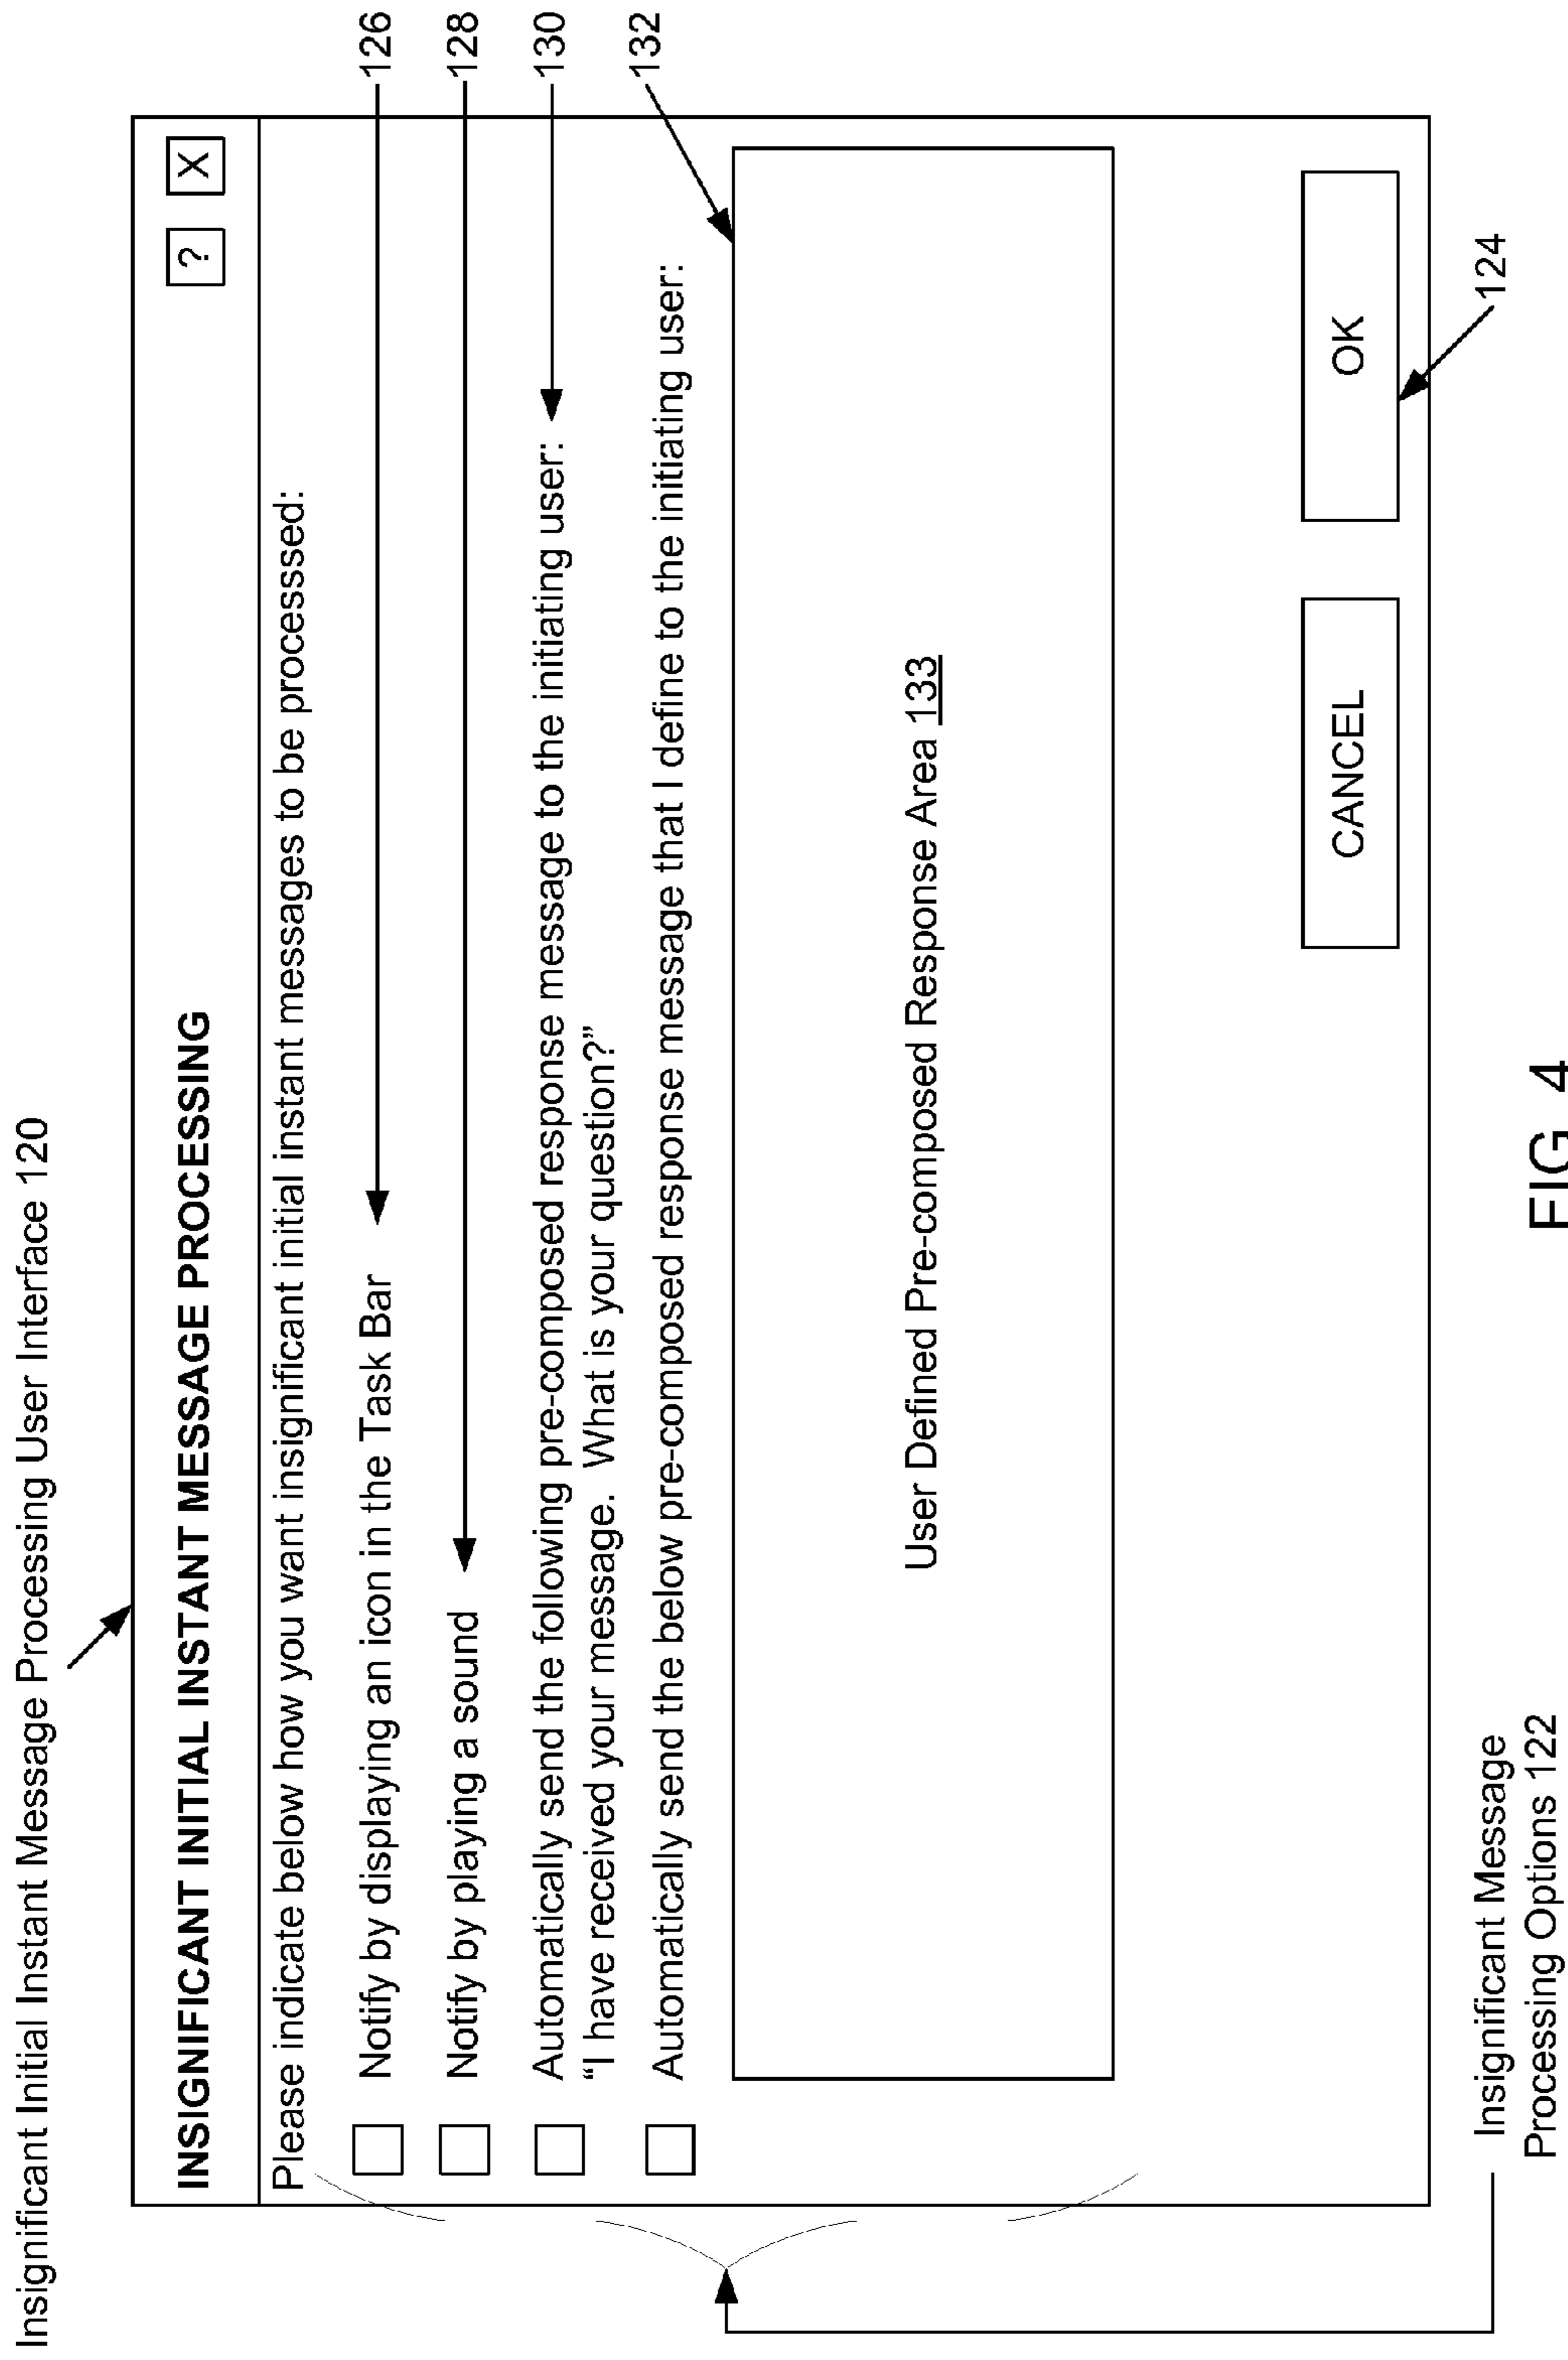 Insignificant Initial Instant Message Processing User Interface 120
INSIGNIFICANT INITIAL INSTANT MESSAGE PROCESSING
? X
Please indicate below how you want insignificant initial instant messages to be processed:
Notify by displaying an icon in the Task Bar
126
Notify by playing a sound
128
Automatically send the following pre-composed response message to the initiating user:
130
“I have received your message. What is your question?”
Automatically send the below pre-composed response message that I define to the initiating user:
132
User Defined Pre-composed Response Area 133
CANCEL
OK
124
Insignificant Message
Processing Options 122
FIG. 4